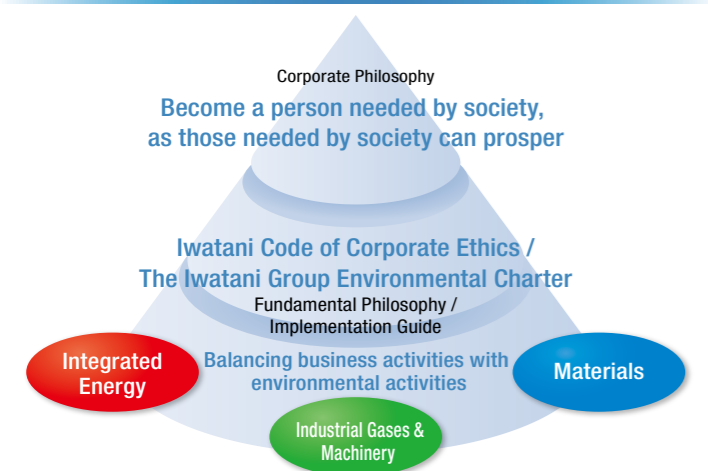 Corporate Philosophy
Become a person needed by society,
as those needed by society can prosper
Iwatani Code of Corporate Ethics /
The Iwatani Group Environmental Charter
Fundamental Philosophy /
Implementation Guide
Integrated
Energy
Balancing business activities with
environmental activities
Materials
Industrial Gases &
Machinery